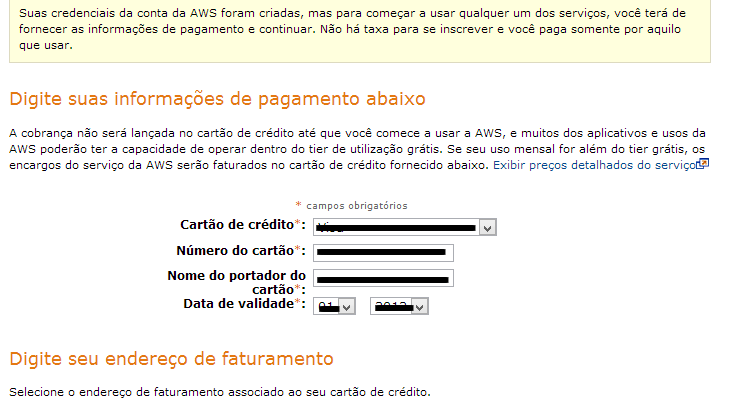 Suas credenciais da conta da AWS foram criadas, mas para começar a usar qualquer um dos serviços, você terá de
fornecer as informações de pagamento e continuar. Não há taxa para se inscrever e você paga somente por aquilo
que usar.
Digite suas informações de pagamento abaixo
A cobrança não será lançada no cartão de crédito até que você comece a usar a AWS, e muitos dos aplicativos e usos da
AWS poderão ter a capacidade de operar dentro do tier de utilização grátis. Se seu uso mensal for além do tier grátis, os
encargos do serviço da AWS serão faturados no cartão de crédito fornecido abaixo. Exibir preços detalhados do serviço
* campos obrigatórios
Cartão de crédito*:
Número do cartão*:
Nome do portador do
cartão*:
Data de validade*:
Digite seu endereço de faturamento
Selecione o endereço de faturamento associado ao seu cartão de crédito.